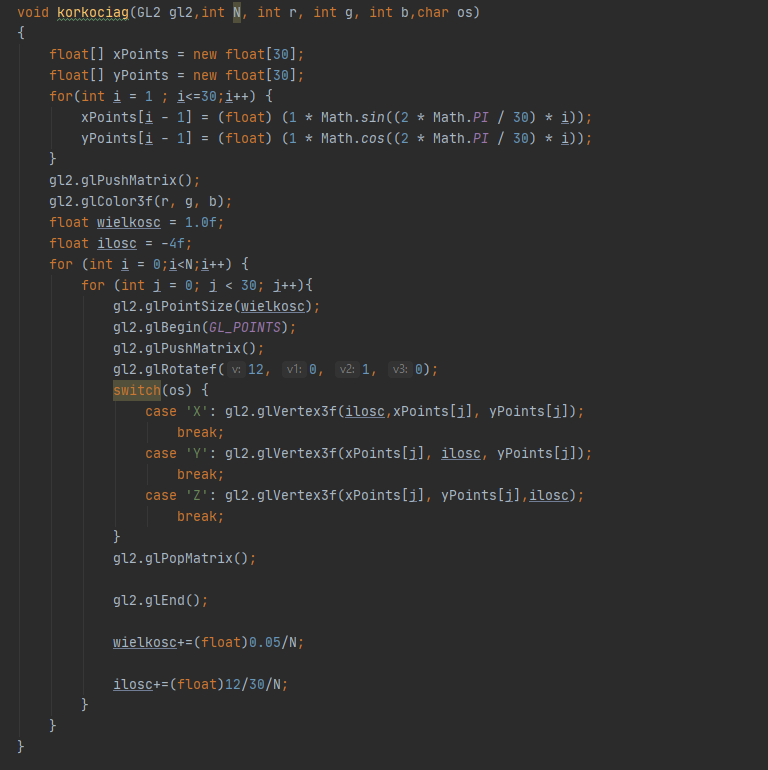 void korkociag(GL2 gl2,int N, int r, int g, int b,char os)
{
float[] xPoints = new float[30];
float[] yPoints = new float[30];
for(int i = 1 ; i<=30;i++) {
xPoints[i - 1] = (float) (1 * Math.sin((2 * Math.PI / 30) * i));
yPoints[i - 1] = (float) (1 * Math.cos((2 * Math.PI / 30) * i));
}
gl2.glPushMatrix();
gl2.glColor3f(r, g, b);
float wielkosc = 1.0f;
float ilosc = -4f;
for (int i = 0;i<N;i++) {
for (int j = 0; j < 30; j++){
gl2.glPointSize(wielkosc);
gl2.glBegin(GL_POINTS);
gl2.glPushMatrix();
gl2.glRotatef( v: 12, v1: 0, v2: 1, v3: 0);
switch(os) {
case 'X': gl2.glVertex3f(ilosc,xPoints[j], yPoints[j]);
break;
case 'Y': gl2.glVertex3f(xPoints[j], ilosc, yPoints[j]);
break;
case 'Z': gl2.glVertex3f(xPoints[j], yPoints[j],ilosc);
break;
}
gl2.glPopMatrix();
gl2.glEnd();
wielkosc+=(float)0.05/N;
ilosc+=(float)12/30/N;
}
}
}